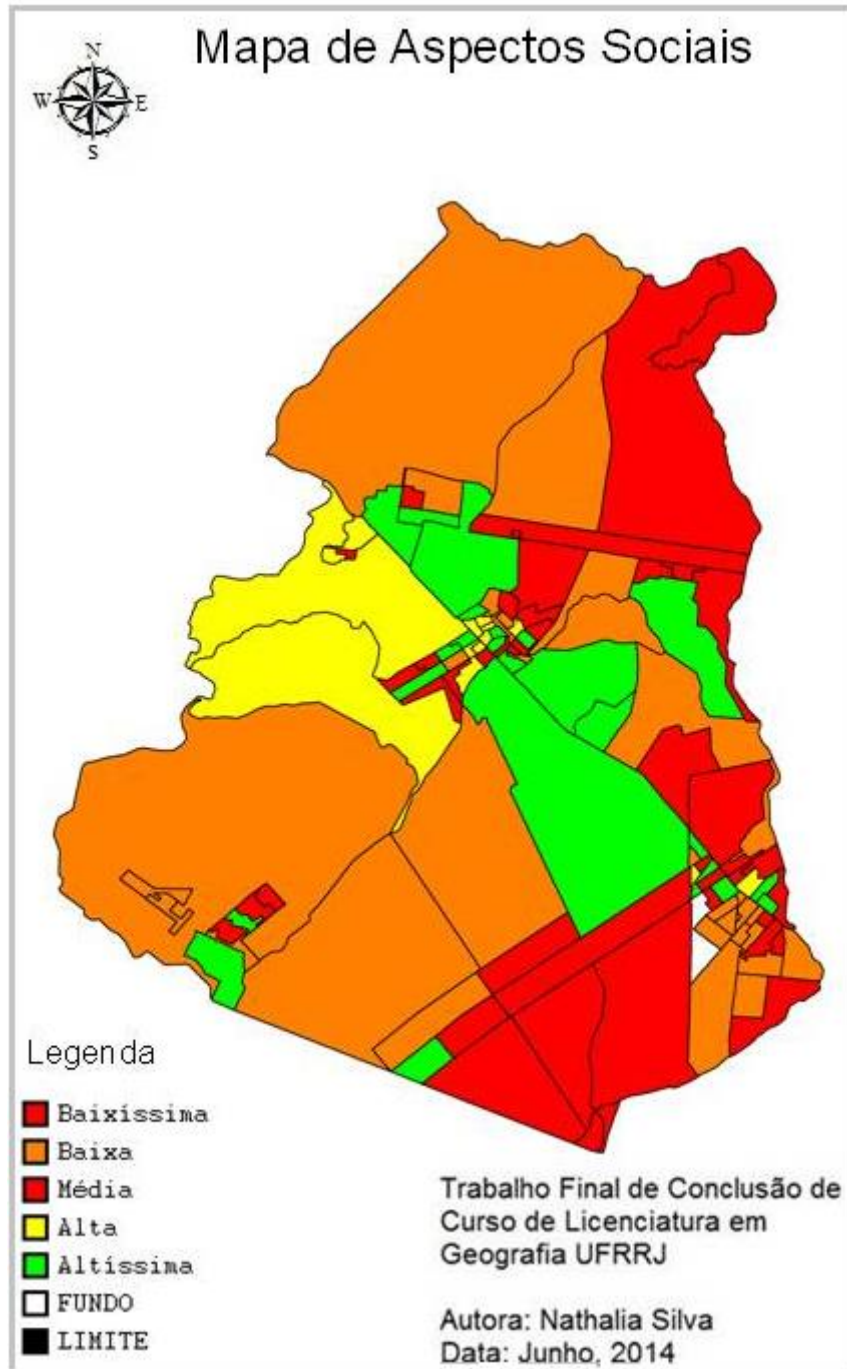 Mapa de Aspectos Sociais
N
W E
S
Legenda
Baixíssima
Baixa
Média
Alta
Altíssima
FUNDO
LIMITE
Trabalho Final de Conclusão de
Curso de Licenciatura em
Geografia UFRRJ
Autora: Nathalia Silva
Data: Junho, 2014